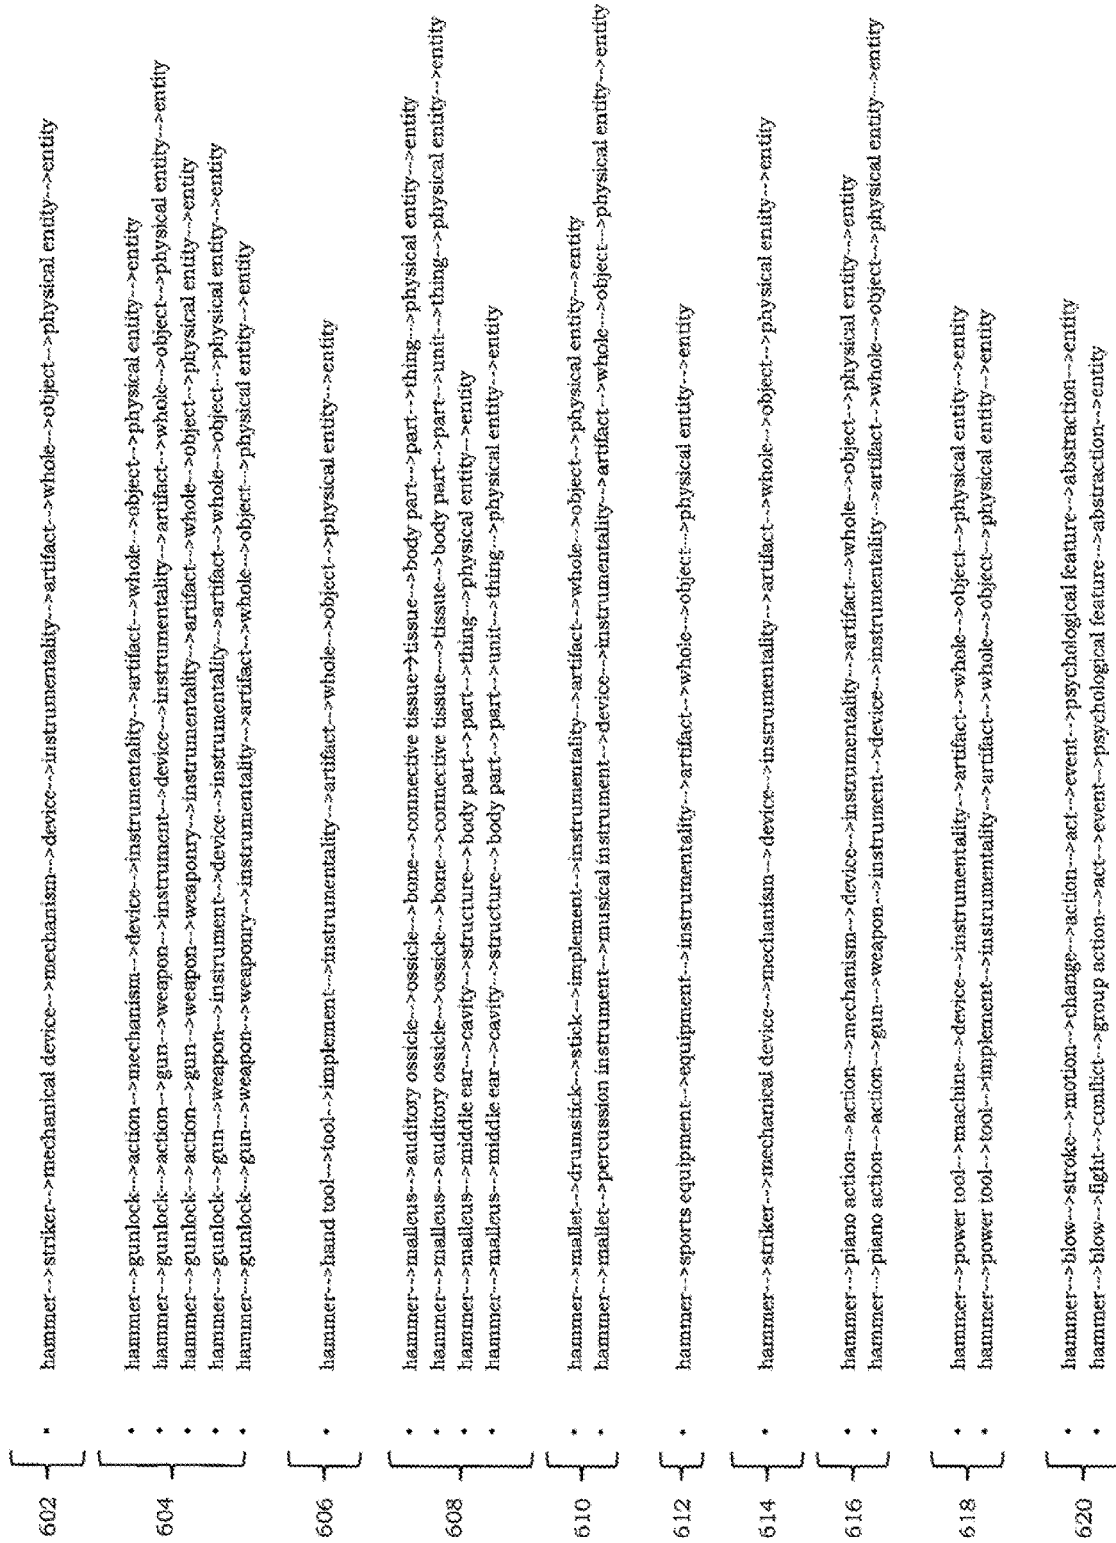 602
hammer--->striker--->mechanical device--->mechanism--->device--->instrumentality--->artifact--->whole--->object--->physical entity--->entity
604
hammer--->gunlock--->action--->mechanism--->device--->instrumentality--->artifact--->whole--->object--->physical entity--->entity
hammer--->gunlock--->action--->gun--->weapon--->instrument--->device--->instrumentality--->artifact--->whole--->object--->physical entity--->entity
hammer--->gunlock--->action--->gun--->weapon--->weaponry--->instrumentality--->artifact--->whole--->object--->physical entity--->entity
hammer--->gunlock--->gun--->weapon--->instrument--->device--->instrumentality--->artifact--->whole--->object--->physical entity--->entity
hammer--->gunlock--->gun--->weapon--->weaponry--->instrumentality--->artifact--->whole--->object--->physical entity--->entity
606
hammer--->hand tool--->tool--->implement--->instrumentality--->artifact--->whole--->object--->physical entity--->entity
608
hammer--->malleus--->auditory ossicle--->ossicle--->bone--->connective tissue--->tissue--->body part--->part--->thing--->physical entity--->entity
hammer--->malleus--->auditory ossicle--->ossicle--->bone--->connective tissue--->tissue--->body part--->part--->unit--->thing--->physical entity--->entity
hammer--->malleus--->middle ear--->cavity--->structure--->body part--->part--->thing--->physical entity--->entity
hammer--->malleus--->middle ear--->cavity--->structure--->body part--->part--->unit--->thing--->physical entity--->entity
610
hammer--->mallet--->drumstick--->stick--->implement--->instrumentality--->artifact--->whole--->object--->physical entity--->entity
hammer--->mallet--->percussion instrument--->musical instrument--->device--->instrumentality--->artifact--->whole--->object--->physical entity--->entity
612
hammer--->sports equipment--->equipment--->instrumentality--->artifact--->whole--->object--->physical entity--->entity
614
hammer--->striker--->mechanical device--->mechanism--->device--->instrumentality--->artifact--->whole--->object--->physical entity--->entity
616
hammer--->piano action--->action--->mechanism--->device--->instrumentality--->artifact--->whole--->object--->physical entity--->entity
hammer--->piano action--->action--->gun--->weapon--->instrument--->device--->instrumentality--->artifact--->whole--->object--->physical entity--->entity
618
hammer--->power tool--->machine--->device--->instrumentality--->artifact--->whole--->object--->physical entity--->entity
hammer--->power tool--->tool--->implement--->instrumentality--->artifact--->whole--->object--->physical entity--->entity
620
hammer--->blow--->stroke--->motion--->change--->action--->act--->event--->psychological feature--->abstraction--->entity
hammer--->blow--->fight--->conflict--->group action--->act--->event--->psychological feature--->abstraction--->entity